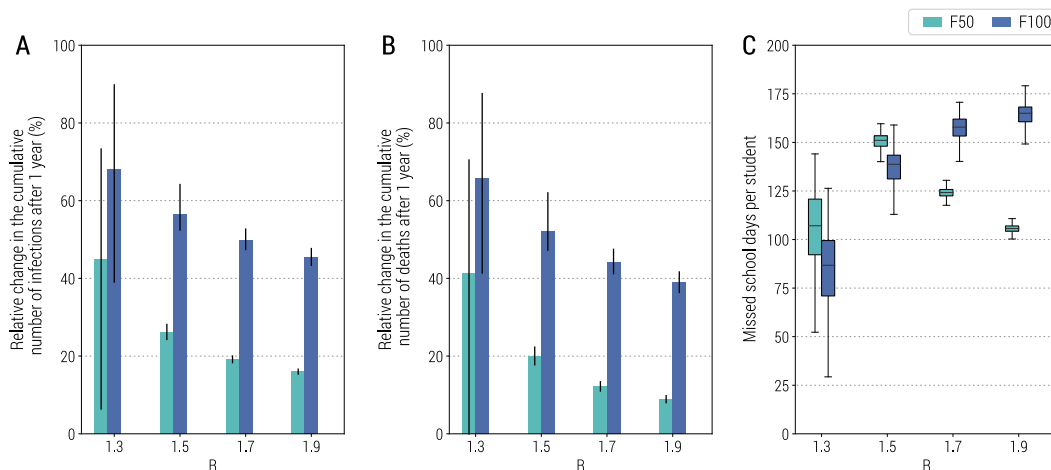 F50 F100
A
Relative change in the cumulative
number of infections after 1 year (%)
100
80
60
40
20
0
1.3 1.5 1.7 1.9
R
B
Relative change in the cumulative
number of deaths after 1 year (%)
100
80
60
40
20
0
1.3 1.5 1.7 1.9
R
C
Missed school days per student
200
175
150
125
100
75
50
25
0
1.3 1.5 1.7 1.9
R